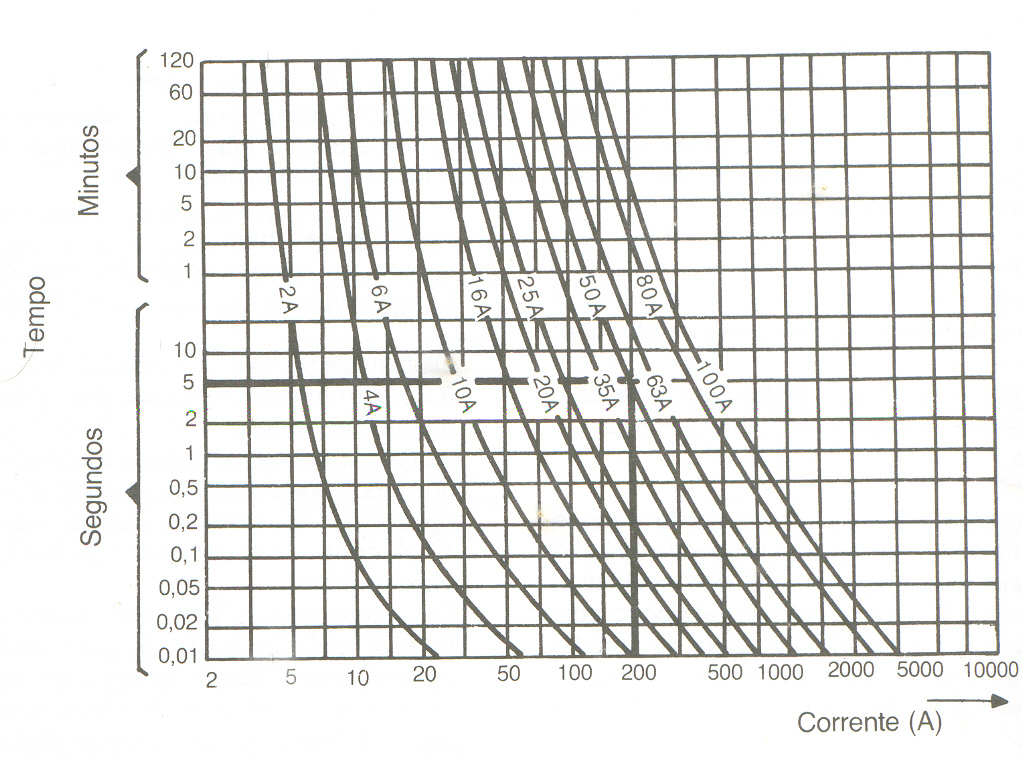 Tempo
Minutos
120
60
20
10
5
2
1
Segundos
10
5
2
1
0,5
0,2
0,1
0,05
0,02
0,01
2A
6A
16A
25A
50A
80A
4A
10A
20A
35A
63A
100A
2 5 10 20 50 100 200 500 1000 2000 5000 10000
Corrente (A)